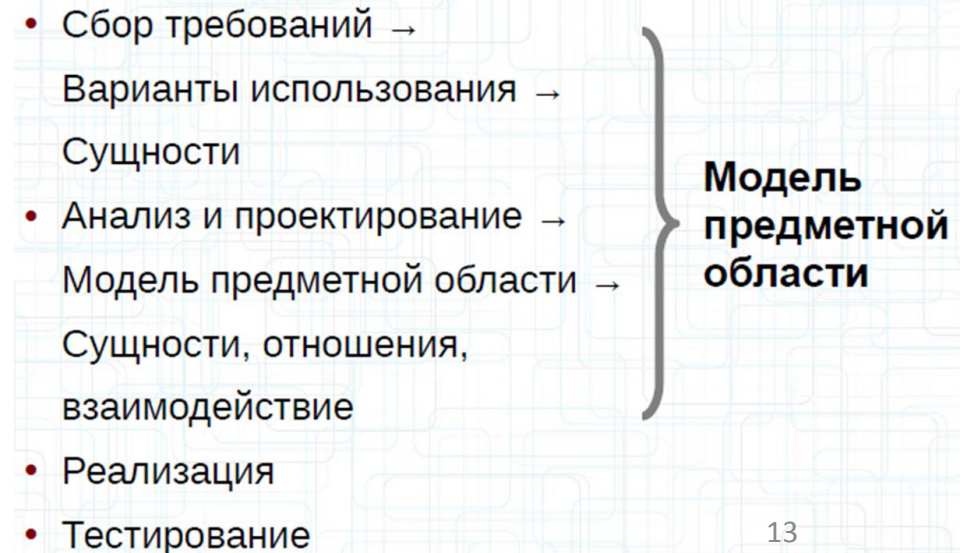 • Сбор требований →
Варианты использования →
Сущности
• Анализ и проектирование →
Модель предметной области →
Сущности, отношения,
взаимодействие
• Реализация
• Тестирование
Модель
предметной
области
13